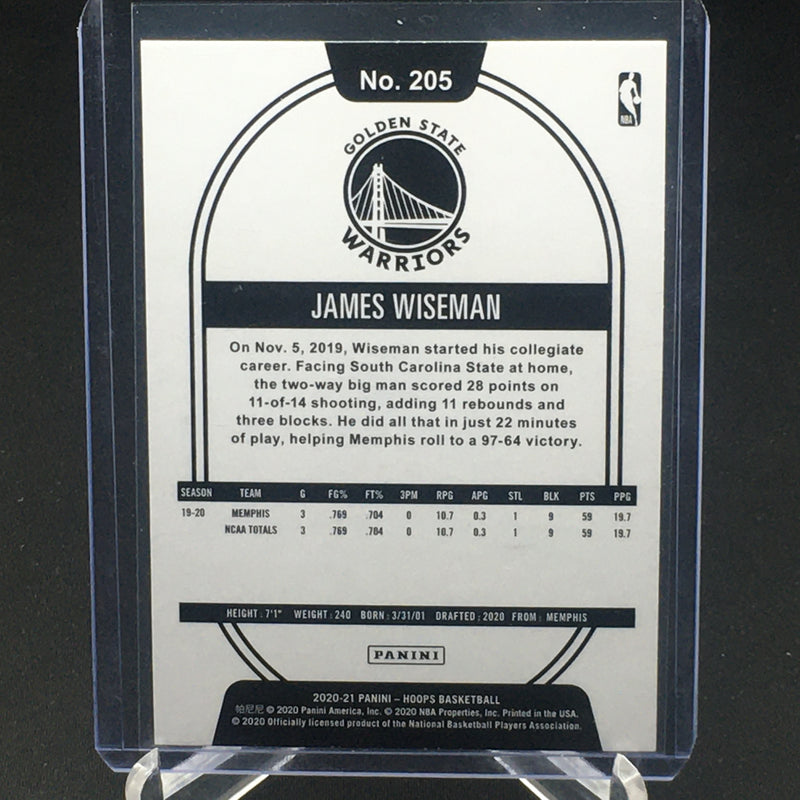 No. 205
NBA
GOLDEN STATE
WARRIORS
JAMES WISEMAN
On Nov. 5, 2019, Wiseman started his collegiate
career. Facing South Carolina State at home,
the two-way big man scored 28 points on
11-of-14 shooting, adding 11 rebounds and
three blocks. He did all that in just 22 minutes
of play, helping Memphis roll to a 97-64 victory.
SEASON TEAM G FG% FT% 3PM RPG APG STL BLK PTS PPG
19-20 MEMPHIS 3 .769 .704 0 10.7 0.3 1 9 59 19.7
NCAA TOTALS 3 .769 .704 0 10.7 0.3 1 9 59 19.7
HEIGHT: 7'1" WEIGHT: 240 BORN: 3/31/01 DRAFTED: 2020 FROM: MEMPHIS
PANINI
2020-21 PANINI – HOOPS BASKETBALL
帕尼尼 © 2020 Panini America, Inc. © 2020 NBA Properties, Inc. Printed in the USA.
© 2020 Officially licensed product of the National Basketball Players Association.